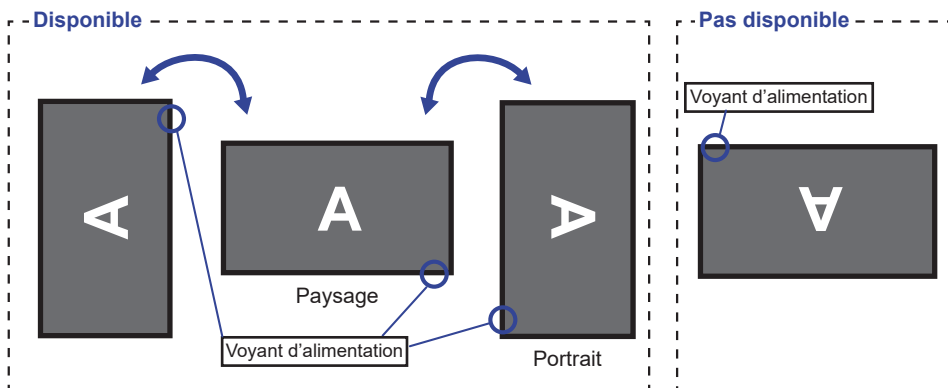 Disponible
Pas disponible
Voyant d'alimentation
A
A
A
A
Paysage
Voyant d'alimentation
Portrait